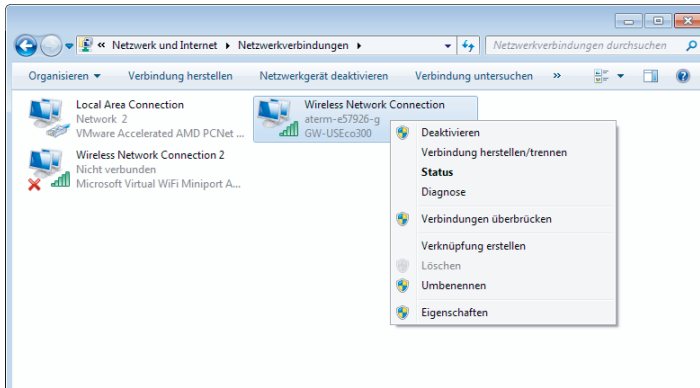 « Netzwerk und Internet ▸ Netzwerkverbindungen ▸ Netzwerkverbindungen durchsuchen
Organisieren Verbindung herstellen Netzwerkgerät deaktivieren Verbindung untersuchen »
Local Area Connection
Network 2
VMware Accelerated AMD PCNet ...
Wireless Network Connection
aterm-e57926-g
GW-USEco300
Wireless Network Connection 2
Nicht verbunden
Microsoft Virtual WiFi Miniport A...
Deaktivieren
Verbindung herstellen/trennen
Status
Diagnose
Verbindungen überbrücken
Verknüpfung erstellen
Löschen
Umbenennen
Eigenschaften